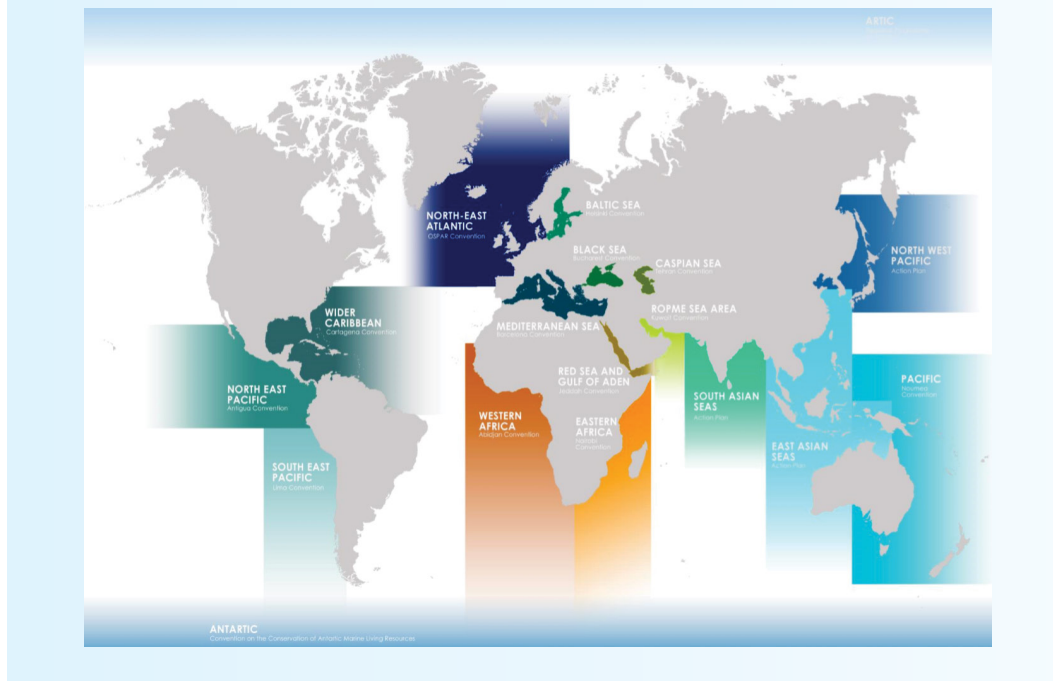 ARTIC
NORTH-EAST
ATLANTIC
OSPAR Convention
BALTIC SEA
Helsinki Convention
BLACK SEA
Bucharest Convention
CASPIAN SEA
Tehran Convention
NORTH WEST
PACIFIC
Action Plan
WIDER
CARIBBEAN
Cartagena Convention
MEDITERRANEAN SEA
Barcelona Convention
ROPME SEA AREA
Kuwait Convention
NORTH EAST
PACIFIC
Antigua Convention
RED SEA AND
GULF OF ADEN
Jeddah Convention
SOUTH ASIAN
SEAS
Action Plan
PACIFIC
Noumea
Convention
WESTERN
AFRICA
Abidjan Convention
EASTERN
AFRICA
Nairobi
Convention
EAST ASIAN
SEAS
Action Plan
SOUTH EAST
PACIFIC
Lima Convention
ANTARTIC
Convention on the Conservation of Antartic Marine Living Resources